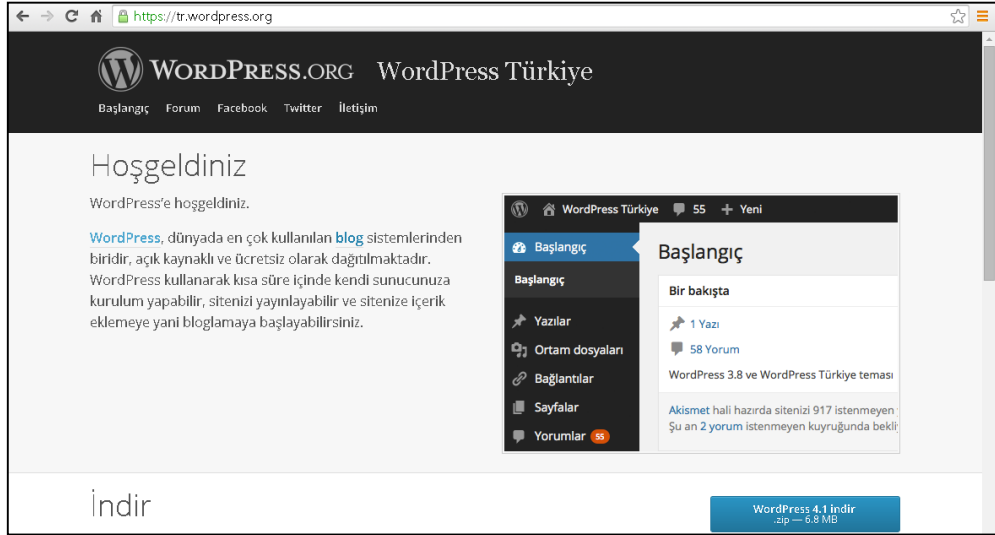 https://tr.wordpress.org
WORDPRESS.ORG WordPress Türkiye
Başlangıç Forum Facebook Twitter İletişim
Hoşgeldiniz
WordPress'e hoşgeldiniz.
WordPress, dünyada en çok kullanılan blog sistemlerinden
biridir, açık kaynaklı ve ücretsiz olarak dağıtılmaktadır.
WordPress kullanarak kısa süre içinde kendi sunucunuza
kurulum yapabilir, sitenizi yayınlayabilir ve sitenize içerik
eklemeye yani bloglamaya başlayabilirsiniz.
WordPress Türkiye 55 + Yeni
Başlangıç
Başlangıç
Yazılar
Ortam dosyaları
Bağlantılar
Sayfalar
Yorumlar 55
Başlangıç
Bir bakışta
1 Yazı
58 Yorum
WordPress 3.8 ve WordPress Türkiye teması
Akismet hali hazırda sitenizi 917 istenmeyen
Şu an 2 yorum istenmeyen kuyruğunda bekli
İndir
WordPress 4.1 indir
.zip — 6.8 MB